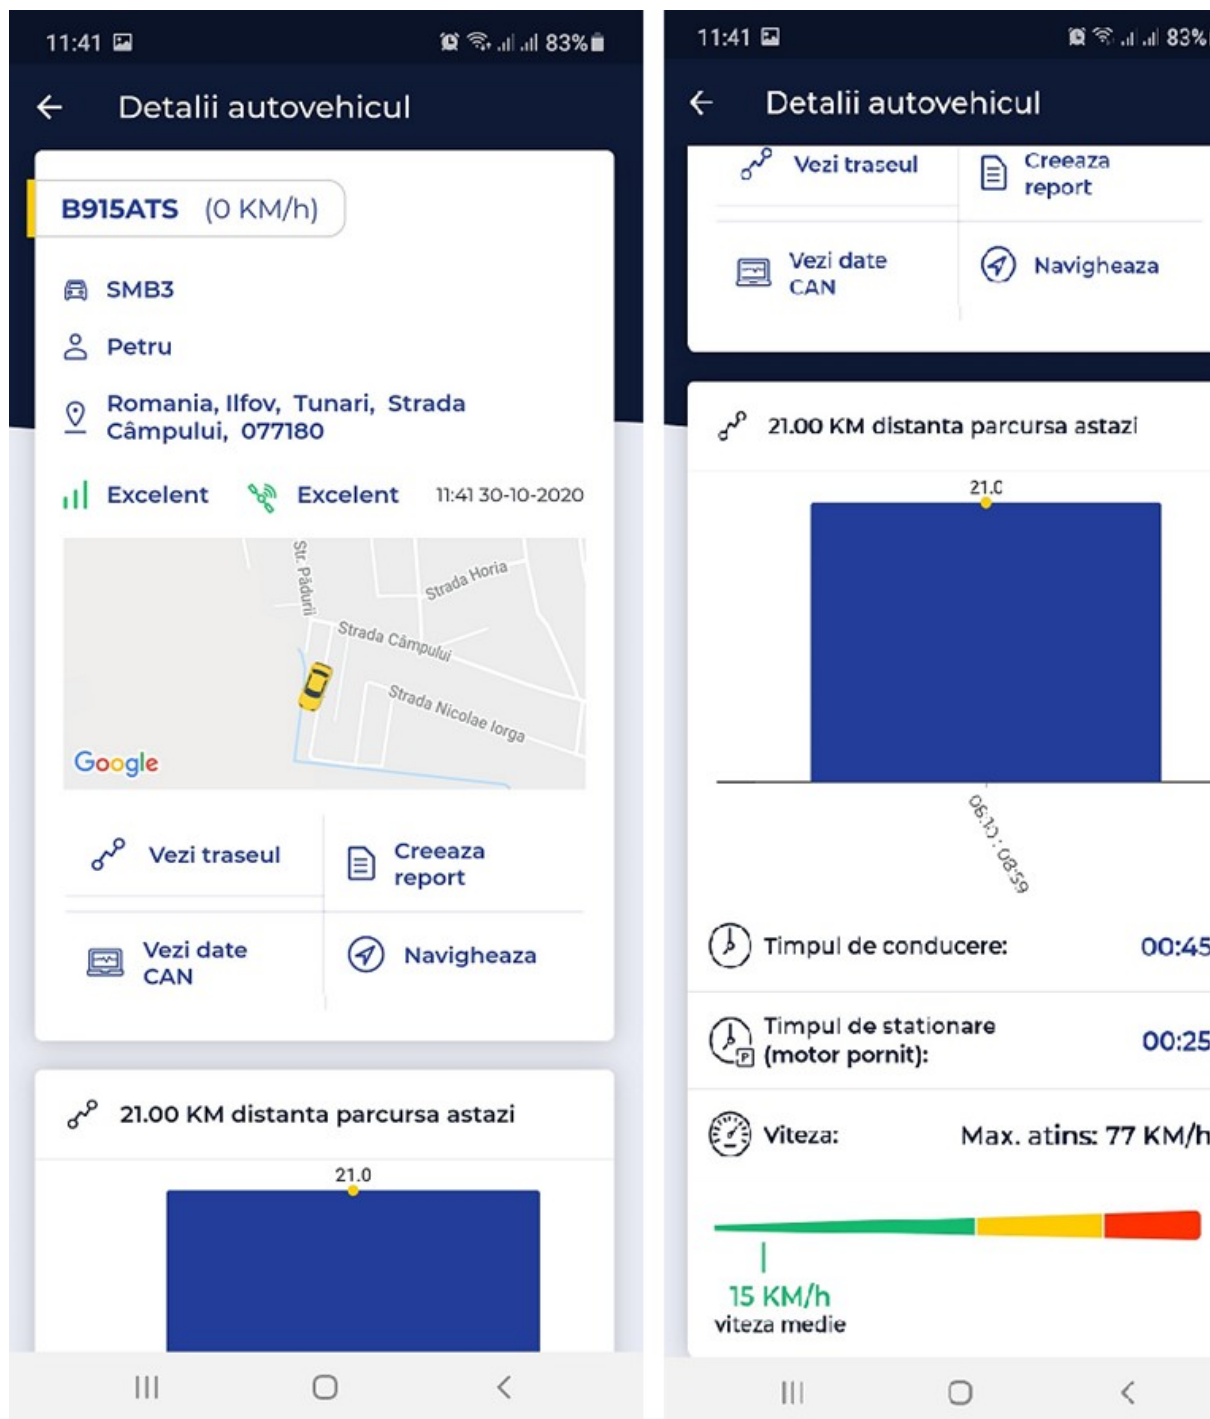 11:41
83%
Detalii autovehicul
B915ATS (0 KM/h)
SMB3
Petru
Romania, Ilfov, Tunari, Strada
Câmpului, 077180
Excelent Excelent 11:41 30-10-2020
Str. Pădurii
Strada Horia
Strada Câmpului
Strada Nicolae Iorga
Google
Vezi traseul
Creeaza
report
Vezi date
CAN
Navigheaza
21.00 KM distanta parcursa astazi
21.0
11:41
83%
Detalii autovehicul
Vezi traseul
Creeaza
report
Vezi date
CAN
Navigheaza
21.00 KM distanta parcursa astazi
21.0
08:59
Timpul de conducere: 00:45
Timpul de stationare
(motor pornit): 00:25
P
Viteza: Max. atins: 77 KM/h
15 KM/h
viteza medie